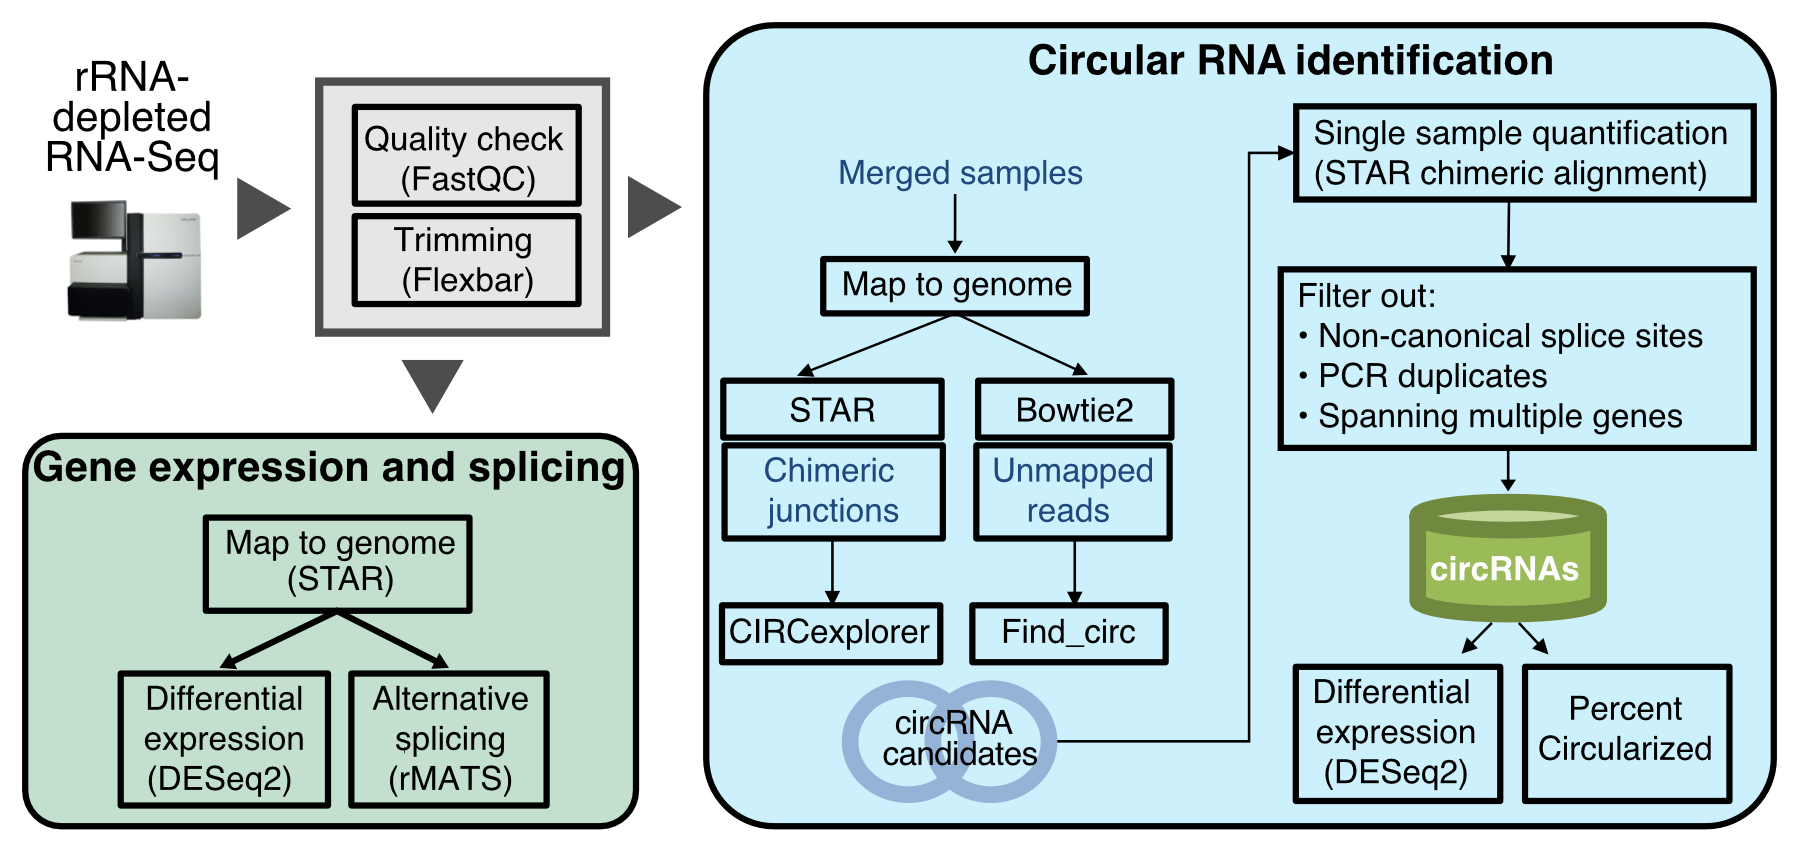 rRNA-
depleted
RNA-Seq
Quality check
(FastQC)
Trimming
(Flexbar)
Gene expression and splicing
Map to genome
(STAR)
Differential
expression
(DESeq2)
Alternative
splicing
(rMATS)
Circular RNA identification
Merged samples
Map to genome
STAR
Chimeric
junctions
CIRCexplorer
Bowtie2
Unmapped
reads
Find_circ
circRNA
candidates
Single sample quantification
(STAR chimeric alignment)
Filter out:
• Non-canonical splice sites
• PCR duplicates
• Spanning multiple genes
circRNAs
Differential
expression
(DESeq2)
Percent
Circularized